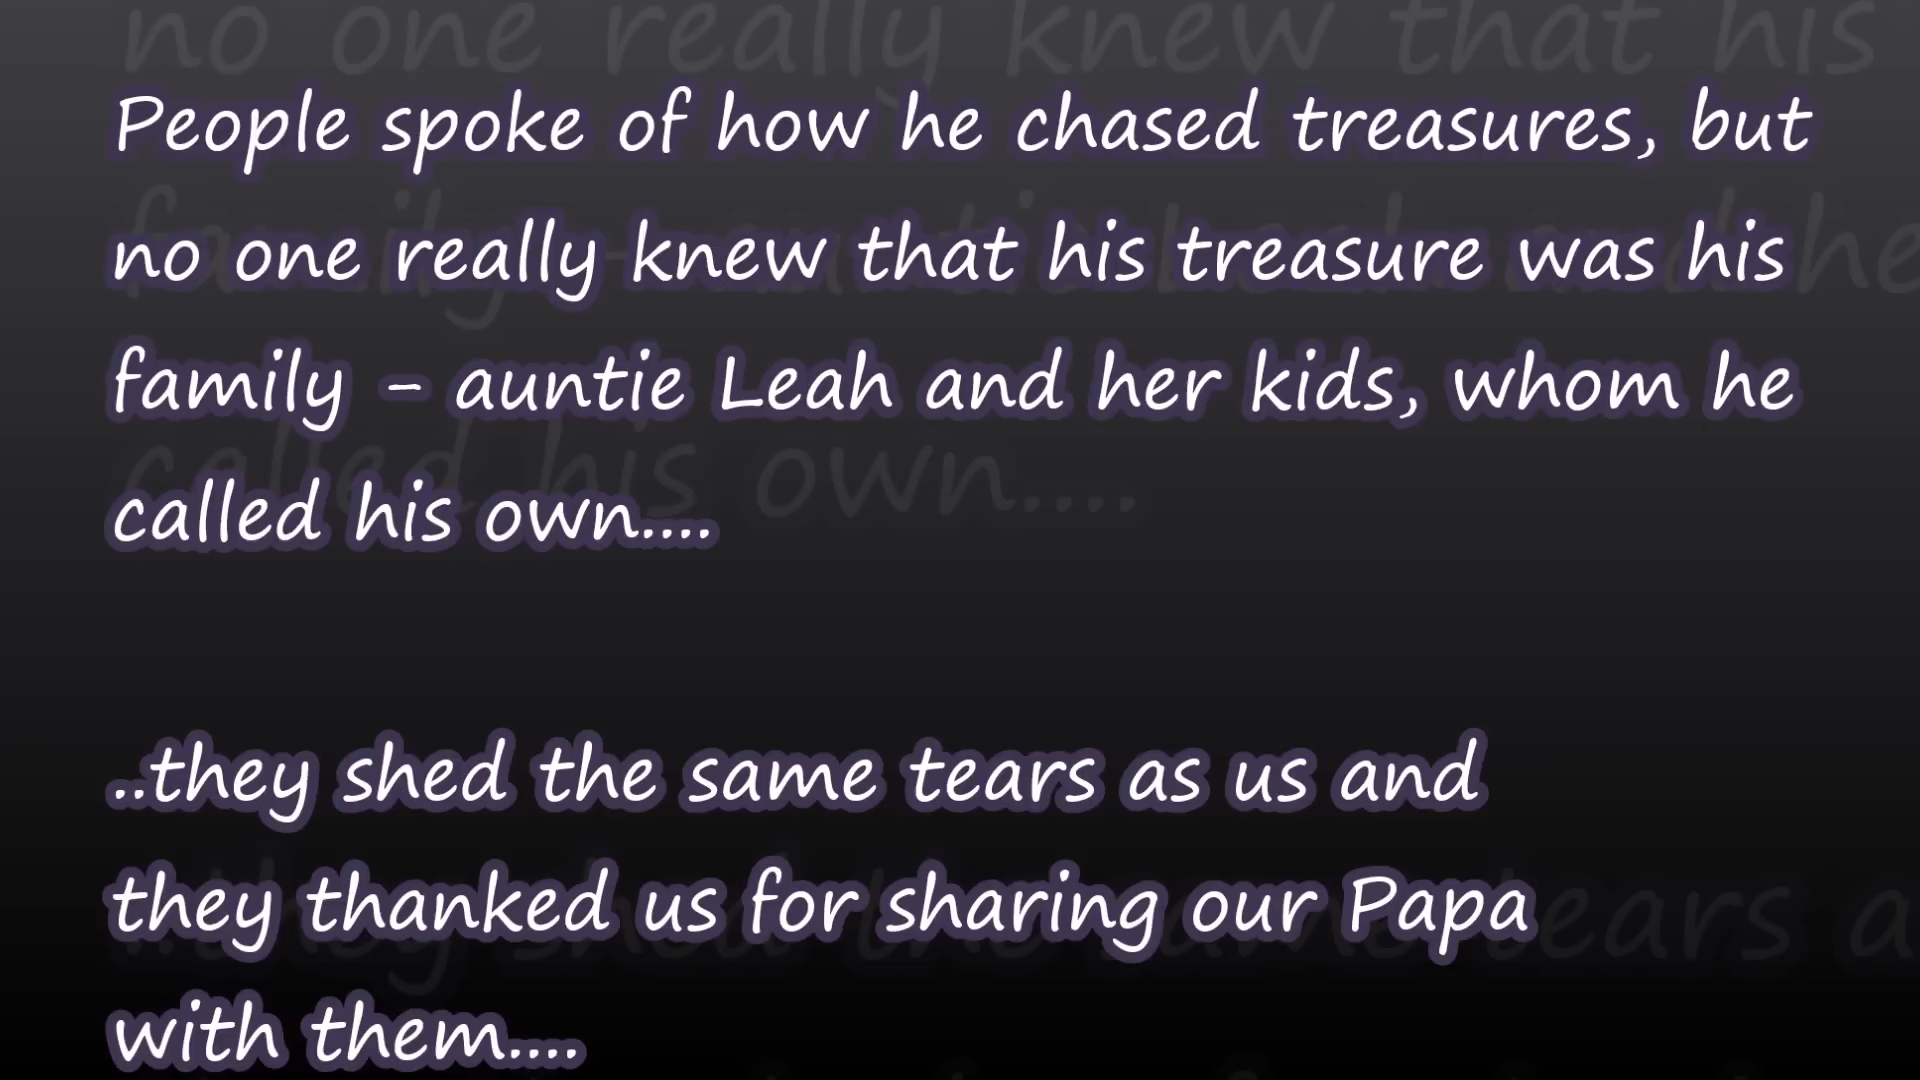 People spoke of how he chased treasures, but
no one really knew that his treasure was his
family - auntie Leah and her kids, whom he
called his own....
..they shed the same tears as us and
they thanked us for sharing our Papa
with them....